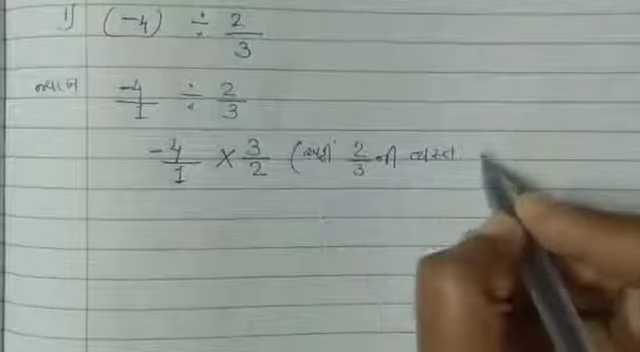 1) (-4) ÷ 2/3
જવાબ -4/1 ÷ 2/3
-4/1 × 3/2 (અહીં 2/3 ની વ્યસ્ત